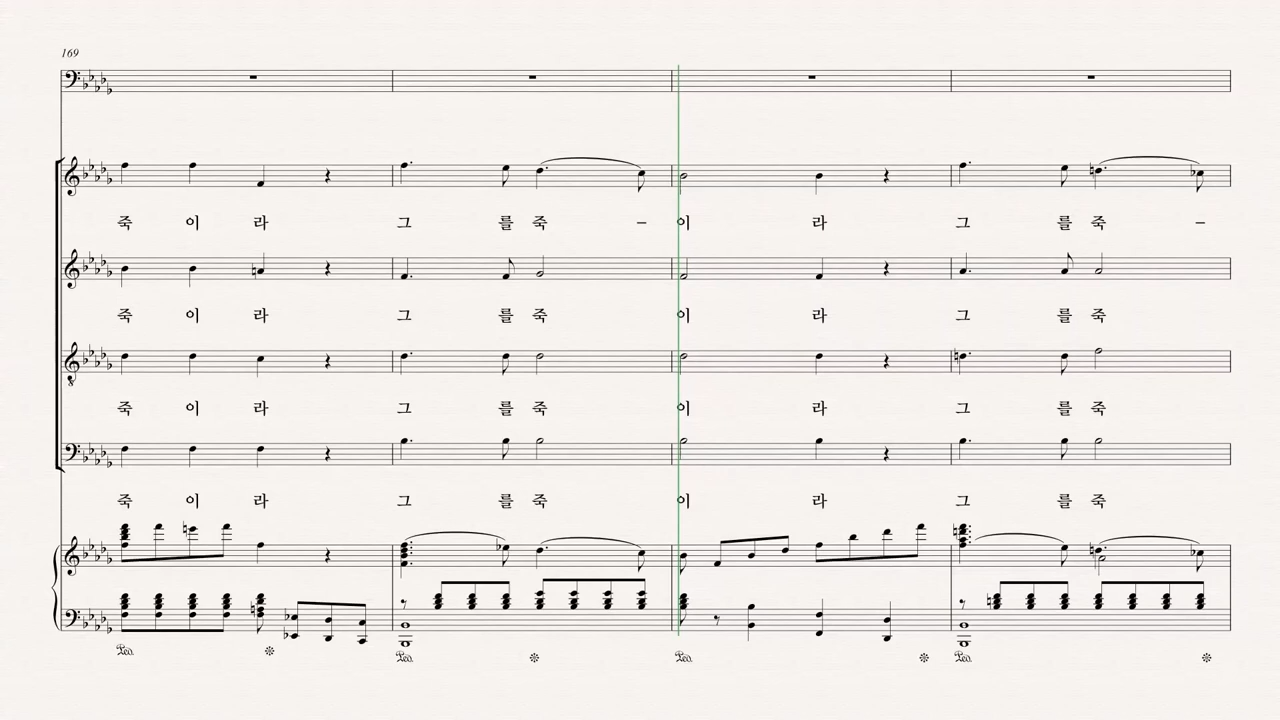 169
죽 이 라 그 를 죽 – 이 라 그 를 죽 –
죽 이 라 그 를 죽 이 라 그 를 죽
죽 이 라 그 를 죽 이 라 그 를 죽
죽 이 라 그 를 죽 이 라 그 를 죽